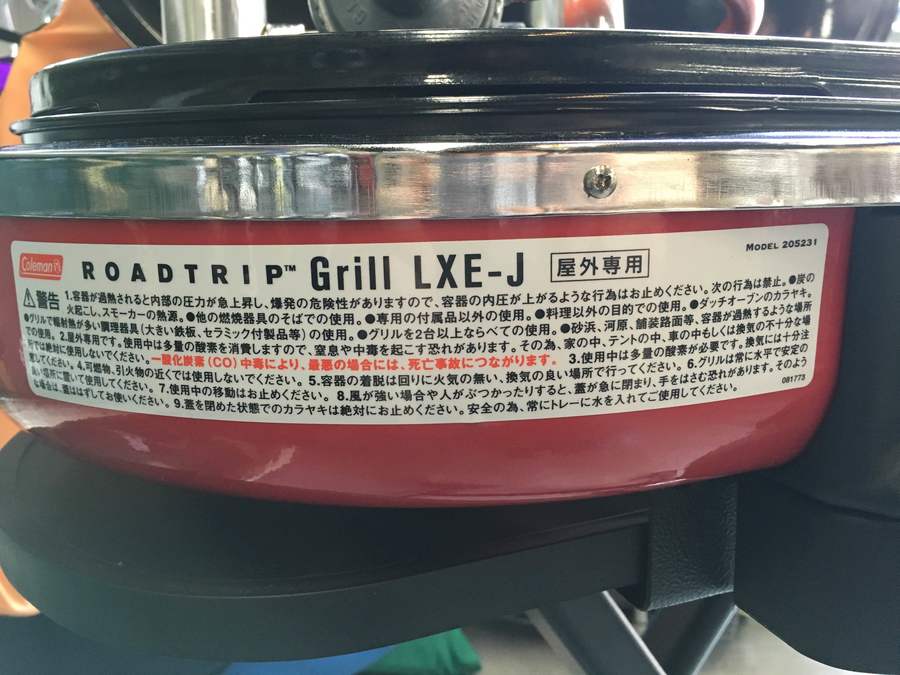 Coleman
ROADTRIP™ Grill LXE-J 屋外専用
MODEL 205231
⚠警告 1.容器が過熱されると内部の圧力が急上昇し、爆発の危険性がありますので、容器の内圧が上がるような行為はお止めください。次の行為は禁止。●炭の
火起こし、スモーカーの熱源。●他の燃焼器具のそばでの使用。●専用の付属品以外の使用。●料理以外の目的での使用。●ダッチオーブンのカラヤキ。
●グリルで輻射熱が多い調理器具(大きい鉄板、セラミック付製品等)の使用。●グリルを2台以上ならべての使用。●砂浜、河原、舗装路面等、容器が過熱するような場所
での使用。2.屋外専用です。使用中は多量の酸素を消費しますので、窒息や中毒を起こす恐れがあります。その為、家の中、テントの中、車の中もしくは換気の不十分な場
所では絶対に使用しないでください。一酸化炭素(CO)中毒により、最悪の場合には、死亡事故につながります。 3.使用中は多量の酸素が必要です。換気には十分注
意してください。4.可燃物、引火物の近くでは使用しないでください。5.容器の着脱は回りに火気の無い、換気の良い場所で行ってください。6.グリルは常に水平で安定の
良い場所に置いて使用してください。7.使用中の移動はお止めください。8.風が強い場合や人がぶつかったりすると、蓋が急に閉まり、手をはさむ恐れがあります。そのよう
な場合は、蓋ははずしてお使いください。9.蓋を閉めた状態でのカラヤキは絶対にお止めください。安全の為、常にトレーに水を入れてご使用してください。
081773